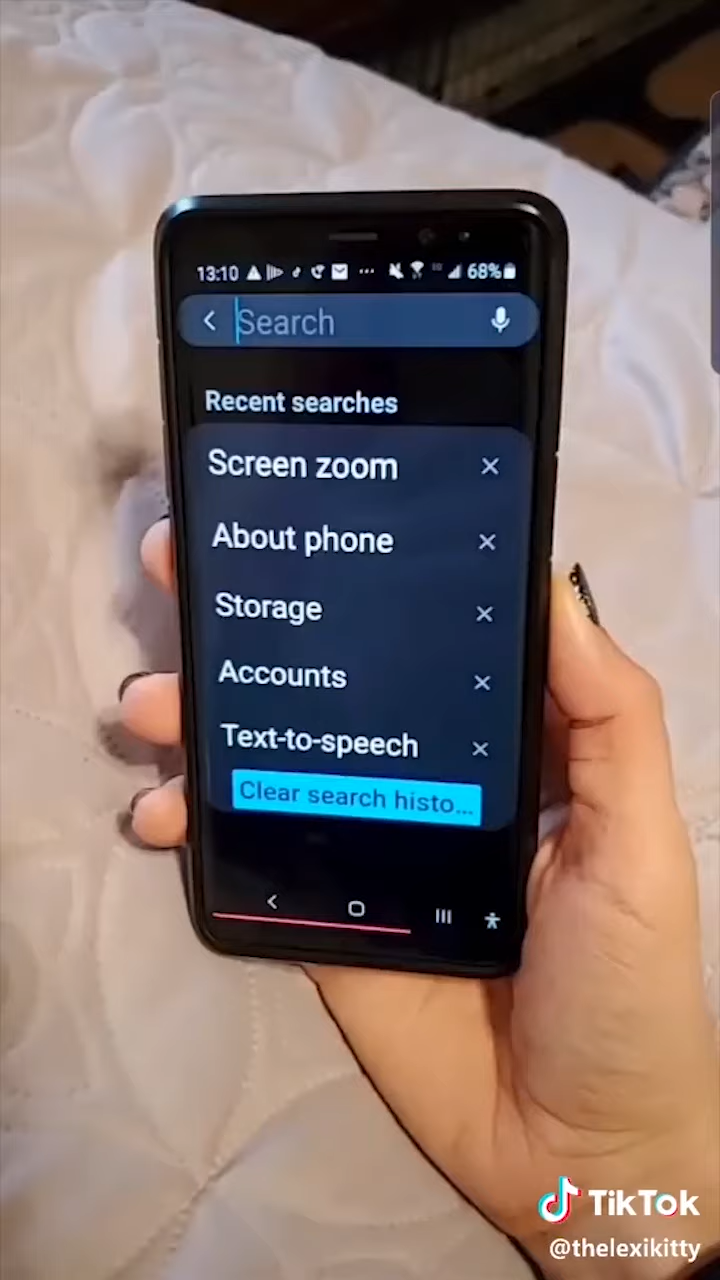 13:10 68%
Search
Recent searches
Screen zoom
About phone
Storage
Accounts
Text-to-speech
Clear search histo...
TikTok
@thelexikitty